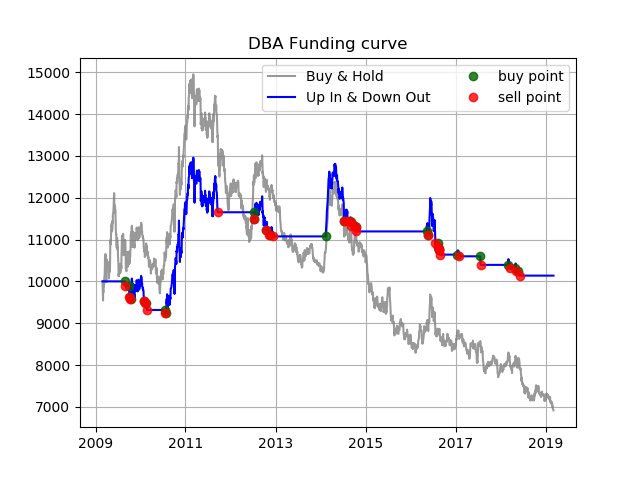 DBA Funding curve
Buy & Hold
Up In & Down Out
buy point
sell point
15000
14000
13000
12000
11000
10000
9000
8000
7000
2009 2011 2013 2015 2017 2019